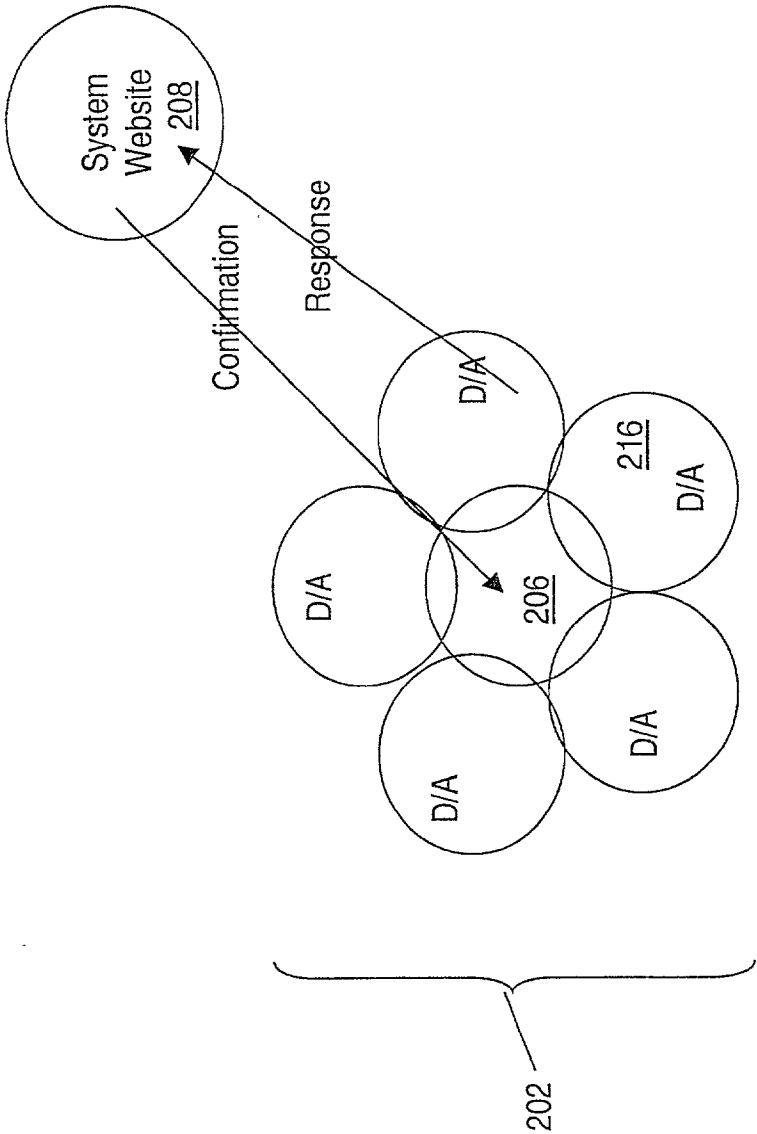 System
Website
208
Confirmation
Response
D/A
D/A
D/A
206
216
D/A
D/A
202